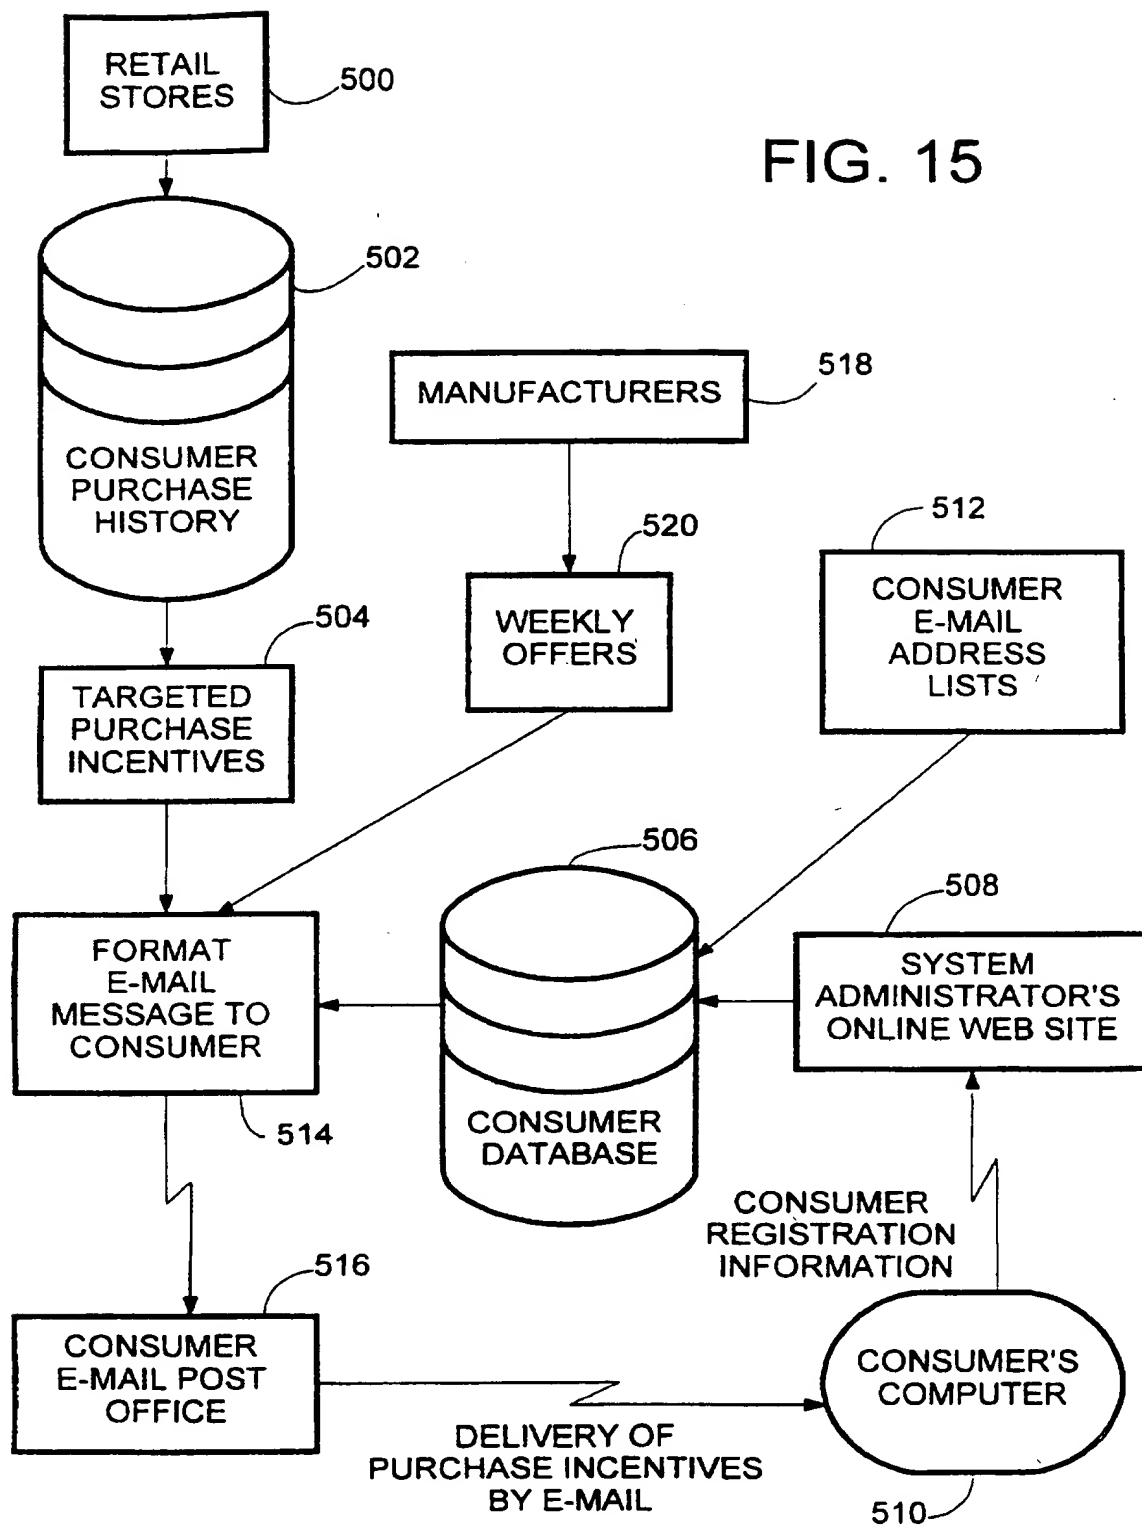 RETAIL
STORES
500
FIG. 15
502
CONSUMER
PURCHASE
HISTORY
MANUFACTURERS
518
520
WEEKLY
OFFERS
512
CONSUMER
E-MAIL
ADDRESS
LISTS
504
TARGETED
PURCHASE
INCENTIVES
506
CONSUMER
DATABASE
508
SYSTEM
ADMINISTRATOR'S
ONLINE WEB SITE
FORMAT
E-MAIL
MESSAGE TO
CONSUMER
514
CONSUMER
REGISTRATION
INFORMATION
516
CONSUMER
E-MAIL POST
OFFICE
DELIVERY OF
PURCHASE INCENTIVES
BY E-MAIL
CONSUMER'S
COMPUTER
510